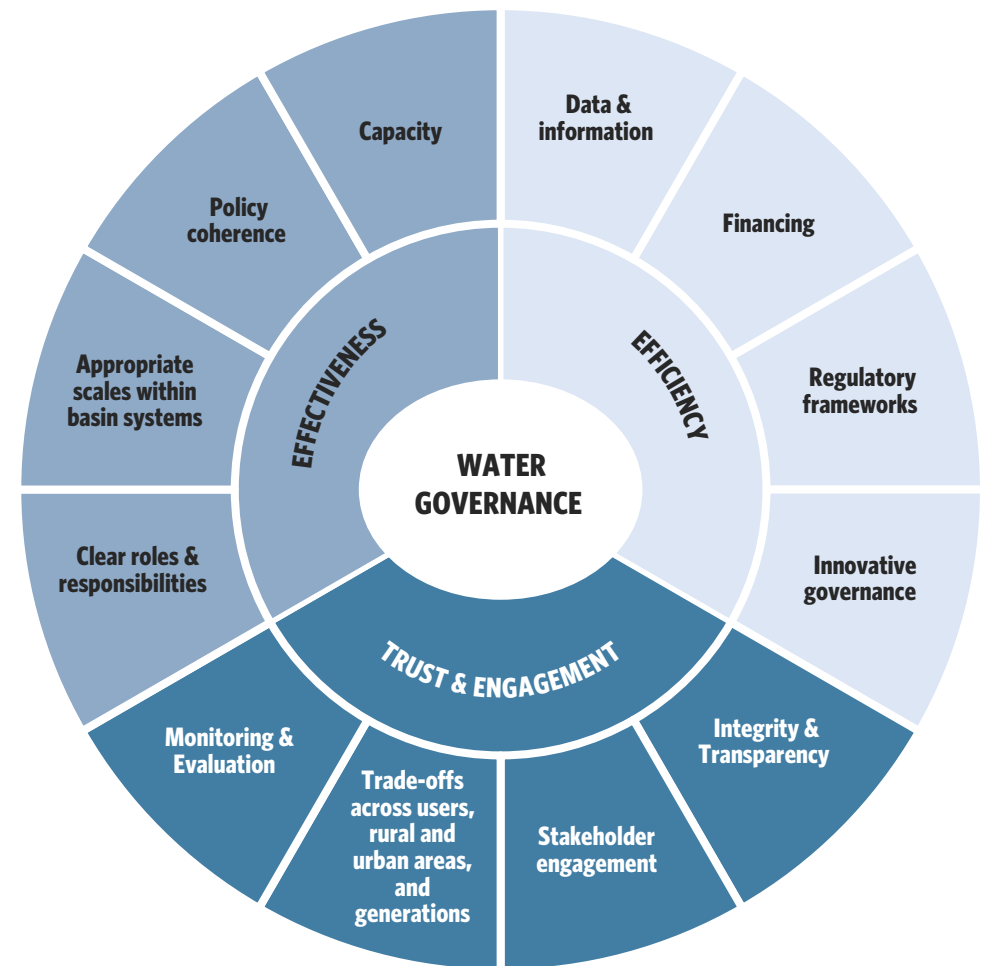 Data &
information
Financing
Regulatory
frameworks
Innovative
governance
Integrity &
Transparency
Stakeholder
engagement
Trade-offs
across users,
rural and
urban areas,
and
generations
Monitoring &
Evaluation
Clear roles &
responsibilities
Appropriate
scales within
basin systems
Policy
coherence
Capacity
EFFECTIVENESS
EFFICIENCY
TRUST & ENGAGEMENT
WATER
GOVERNANCE